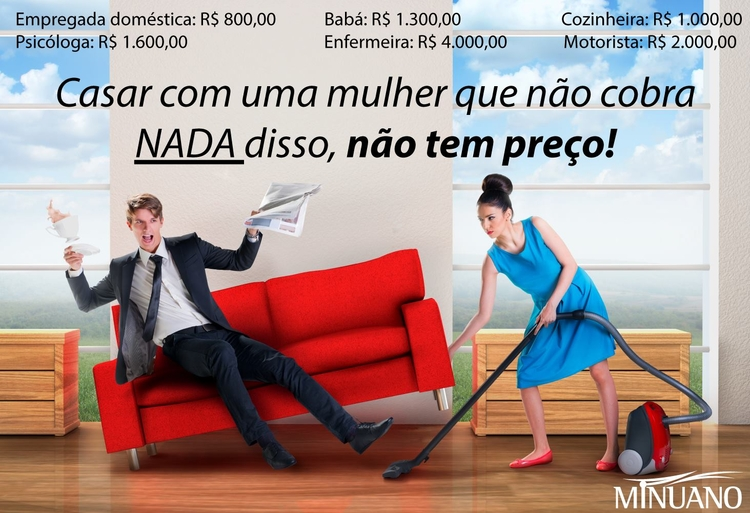 Empregada doméstica: R$ 800,00 Babá: R$ 1.300,00 Cozinheira: R$ 1.000,00
Psicóloga: R$ 1.600,00 Enfermeira: R$ 4.000,00 Motorista: R$ 2.000,00
Casar com uma mulher que não cobra
NADA disso, não tem preço!
MINUANO